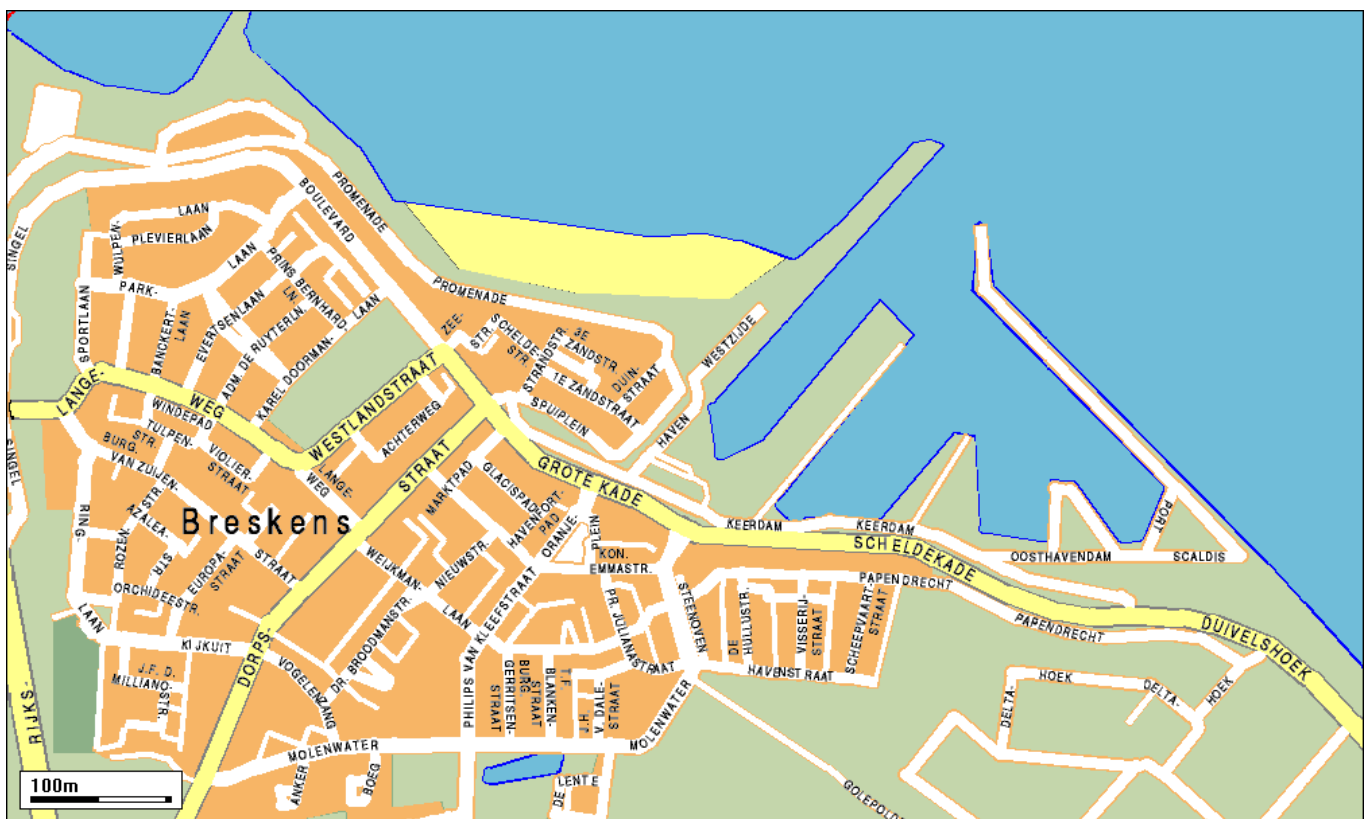 SINGEL
PROMENADE
BOULEVARD
LAAN
WULPEN-
PLEVIERLAAN
PARK-
LAAN
PRINS BERNHARD-
LN.
LAAN
SPORTLAAN
BANCKERT-
LAAN
EVERTSENLAAN
ADM. DE RUYTERLN.
KAREL DOORMAN-
PROMENADE
ZEE-
STR.
SCHELDE-
STR.
STRANDSTR.
3E
ZANDSTR.
1E ZANDSTRAAT
DUIN-
STRAAT
SPUIPLEIN
WESTZIJDE
HAVEN
LANGE-
WEG
WESTLANDSTRAAT
ACHTERWEG
LANGE-
WEG
WINDEPAD
TULPEN-
STR.
VIOLIER-
STRAAT
BURG.
VAN ZUIJEN-
STR.
AZALEA-
STR.
ROZEN-
RING-
LAAN
SINGEL
Breskens
EUROPA-
STRAAT
STRAAT
ORCHIDEESTR.
KIJKUIT
J.F. D.
MILLIANO-
STR.
RIJKS-
DORPS-
STRAAT
MARKTPAD
GLACISPAD
HAVENFORT-
PAD
ORANJE-
PLEIN
GROTE KADE
KEERDAM
KEERDAM
SCHELDEKADE
OOSTHAVENDAM
PORT
SCALDIS
WEIJKMAN-
LAAN
NIEUWSTR.
DR. BROODMANSTR.
VOGELENZANG
PHILIPS VAN KLEEFSTRAAT
KON.
EMMASTR.
PR. JULIANASTRAAT
STEENOVEN
DE
HULLUSTR.
VISSERIJ-
STRAAT
SCHEEPVAART-
STRAAT
HAVENSTRAAT
PAPENDRECHT
PAPENDRECHT
DUIVELSHOEK
DELTA-
HOEK
DELTA-
HOEK
GERRITSEN-
STRAAT
BURG.
STRAAT
BLANKEN-
T.F.
J.H.
V. DALE-
STRAAT
MOLENWATER
MOLENWATER
ANKER
BOEG
DE
LENTE
GOLEPOLD
100m